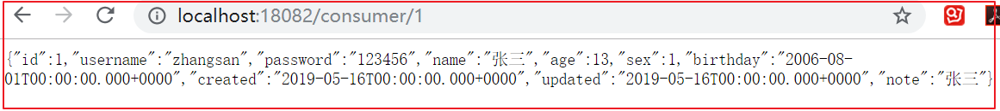 localhost:18082/consumer/1
{"id":1,"username":"zhangsan","password":"123456","name":"张三","age":13,"sex":1,"birthday":"2006-08-
01T00:00:00.000+0000","created":"2019-05-16T00:00:00.000+0000","updated":"2019-05-16T00:00:00.000+0000","note":"张三"}